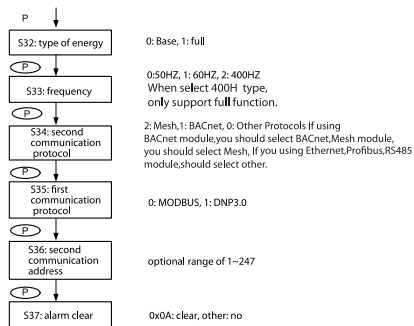 P
S32: type of energy
0: Base, 1: full
P
0:50HZ, 1: 60HZ, 2: 400HZ
S33: frequency
When select 400H type,
only support full function.
P
S34: second
communication
protocol
2: Mesh,1: BACnet, 0: Other Protocols If using
BACnet module,you should select BACnet,Mesh module,
you should select Mesh, If you using Ethernet,Profibus,RS485
module,should select other.
P
S35: first
communication
protocol
0: MODBUS, 1: DNP3.0
P
S36: second
communication
address
optional range of 1~247
P
S37: alarm clear
0x0A: clear, other: no